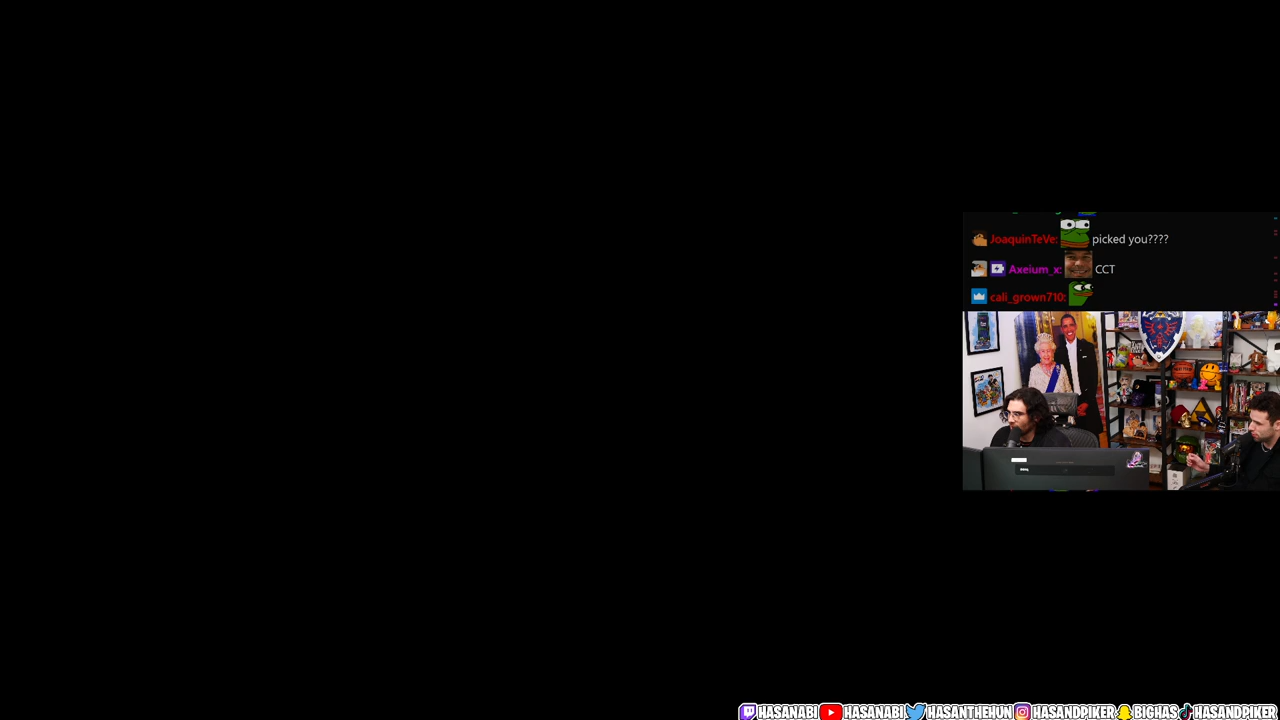 JoaquinTeVe: picked you????
Axeium_x: CCT
cali_grown710:
HASANABI HASANABI HASANTHEHUN HASANDPIKER BIGHAS HASANDPIKER